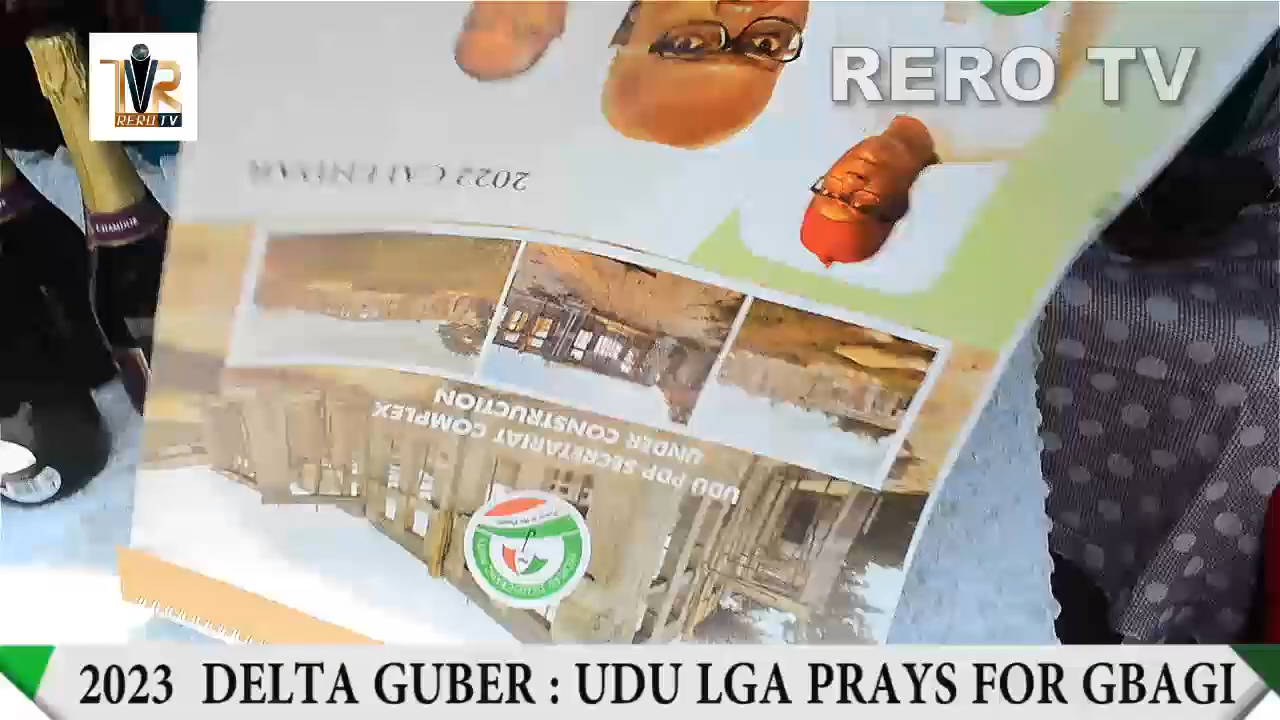 RERO TV
RERO TV
2022 CALENDAR
UDU PDP SECRETARIAT COMPLEX
UNDER CONSTRUCTION
2023 DELTA GUBER : UDU LGA PRAYS FOR GBAGI